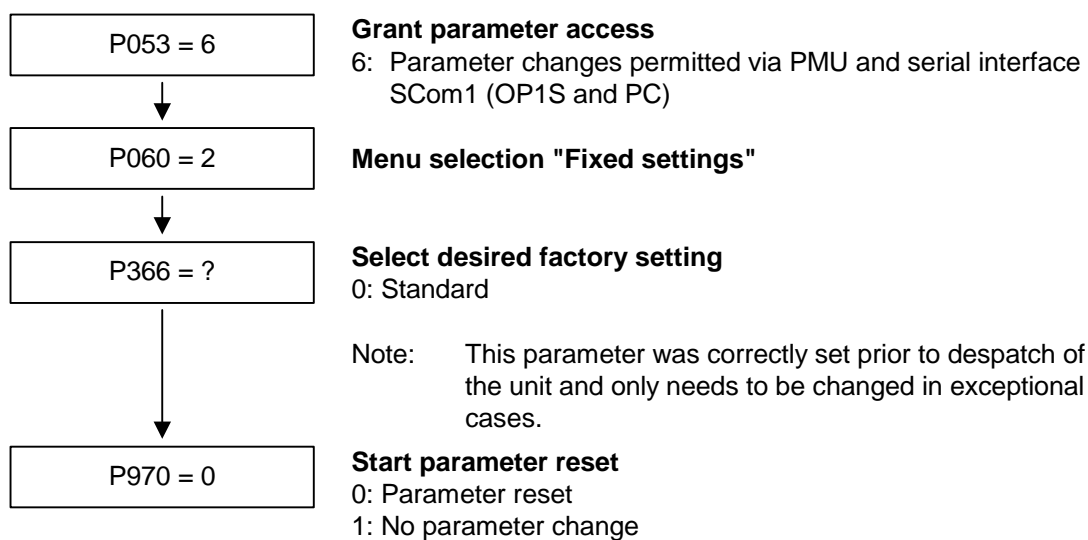 P053 = 6
Grant parameter access
6: Parameter changes permitted via PMU and serial interface
SCom1 (OP1S and PC)
P060 = 2
Menu selection "Fixed settings"
P366 = ?
Select desired factory setting
0: Standard
Note: This parameter was correctly set prior to despatch of
the unit and only needs to be changed in exceptional
cases.
P970 = 0
Start parameter reset
0: Parameter reset
1: No parameter change